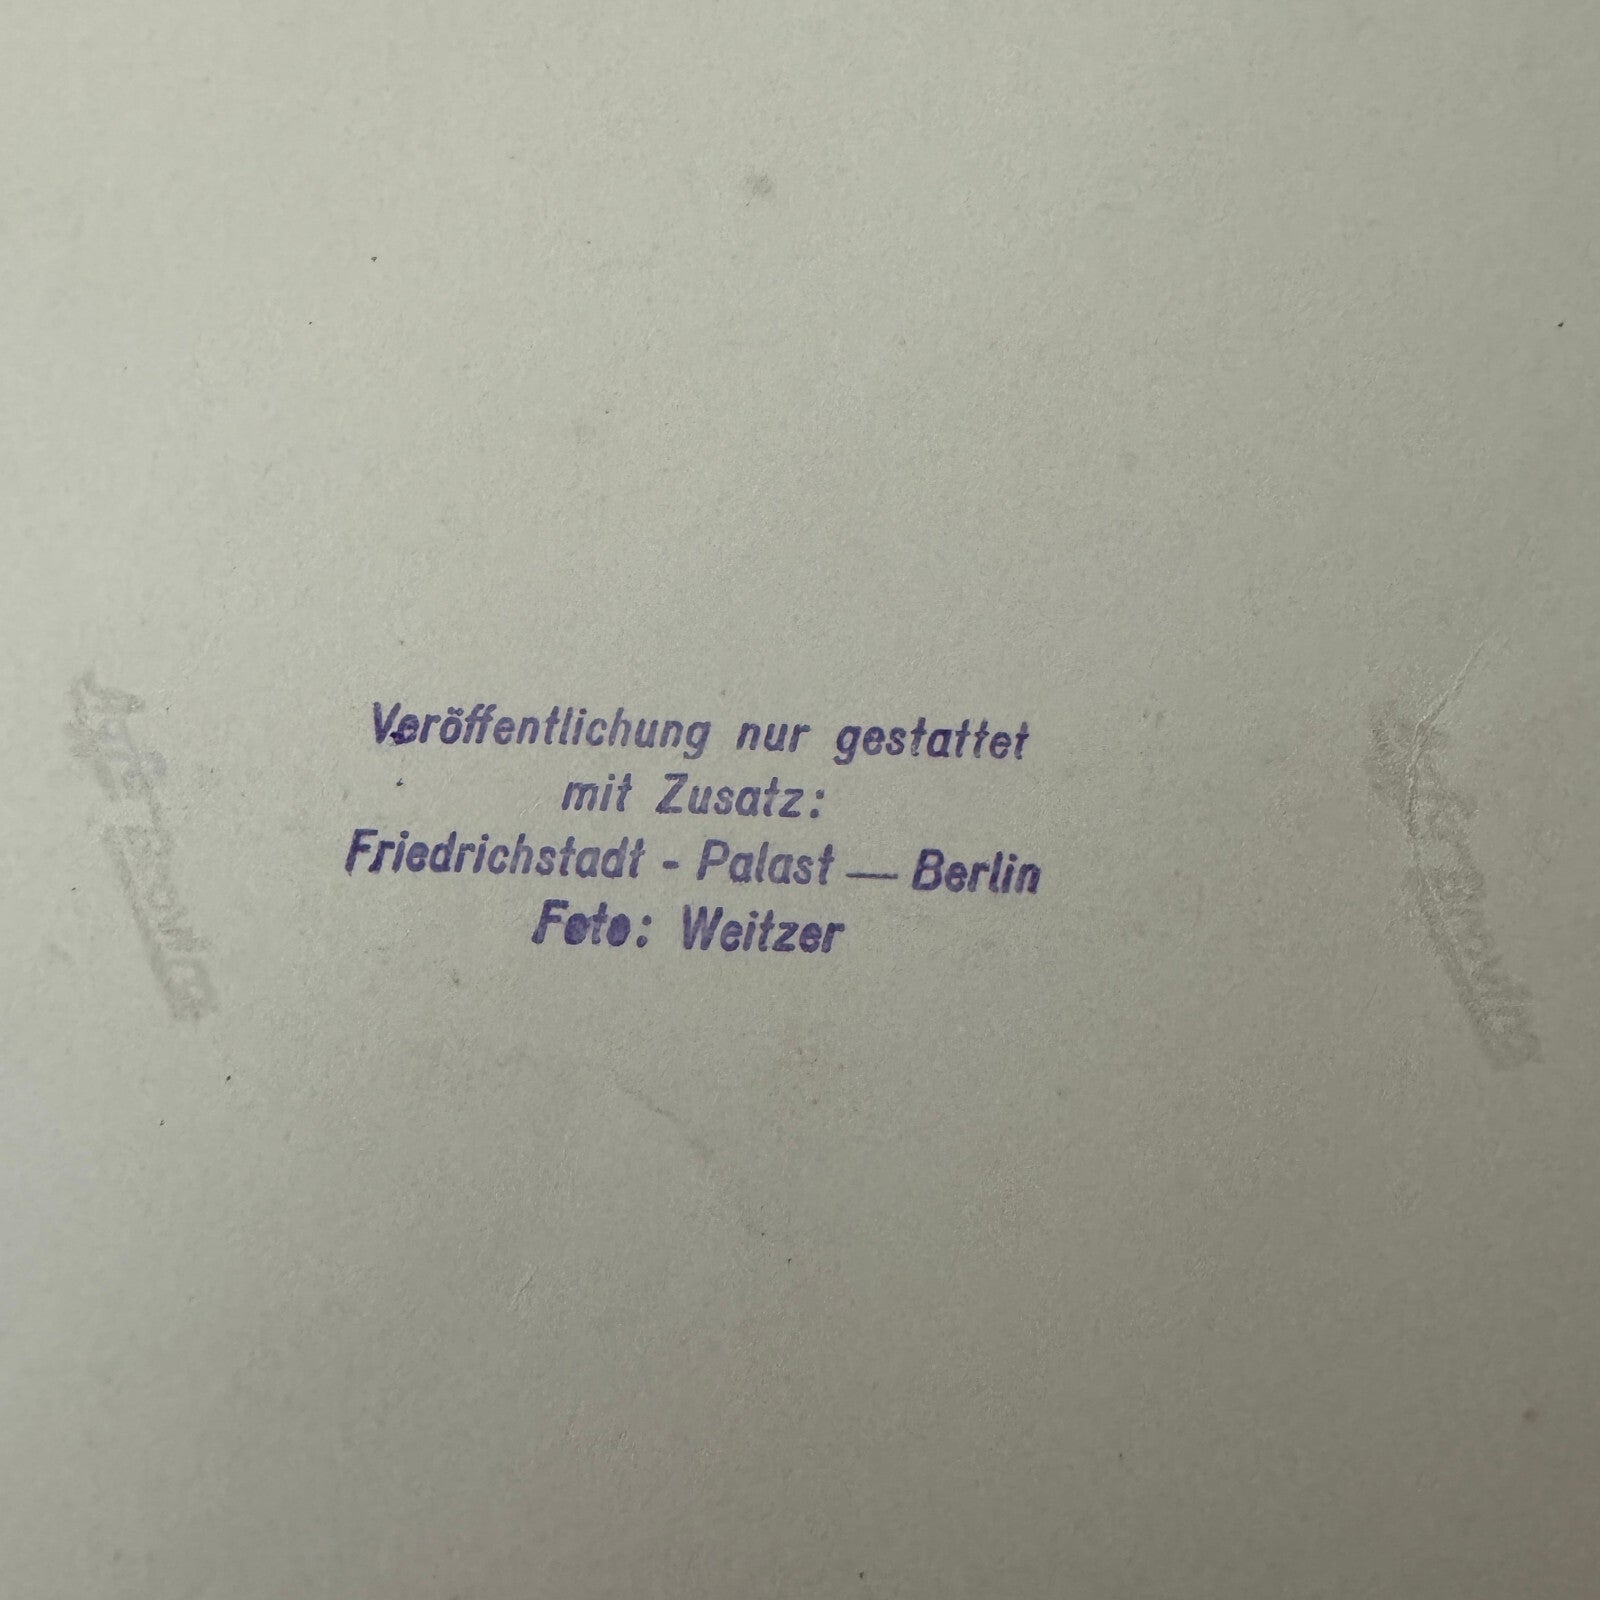 Veröffentlichung nur gestattet
mit Zusatz:
Friedrichstadt - Palast — Berlin
Foto: Weitzer